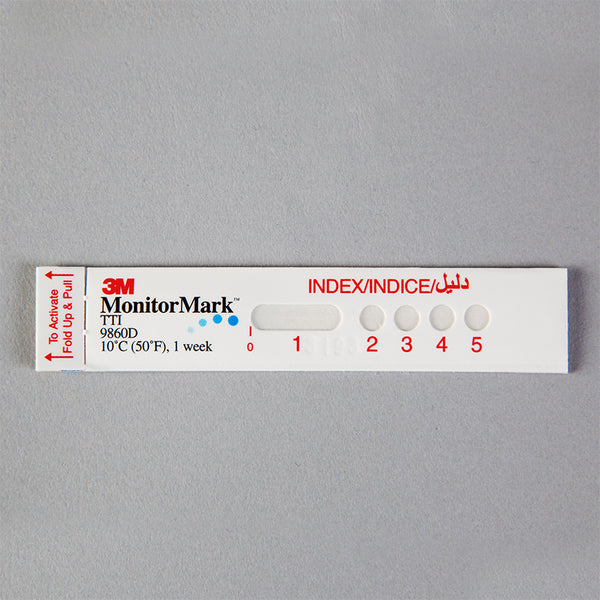 To Activate
Fold Up & Pull
3M
MonitorMark™
TTI
9860D
10°C (50°F), 1 week
INDEX/INDICE/دليل
0 1 2 3 4 5